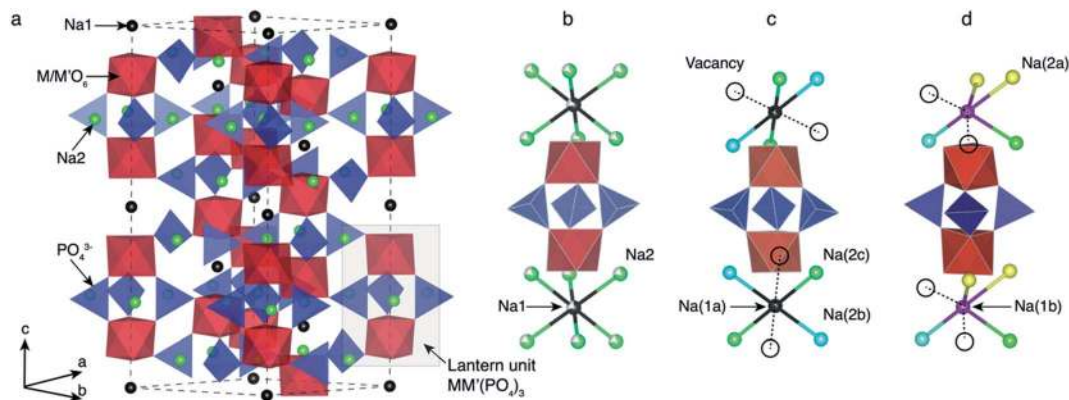 a
Na1
M/M'O6
Na2
PO4 3-
c
a
b
Lantern unit
MM'(PO4)3
b
Na2
Na1
c
Vacancy
Na(2c)
Na(1a)
Na(2b)
d
Na(2a)
Na(1b)